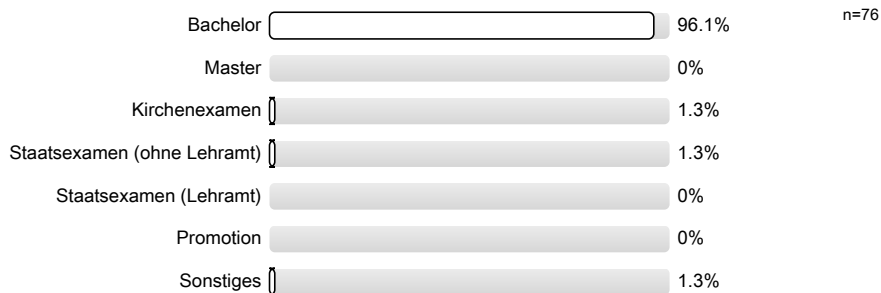 Bachelor 96.1% n=76
Master 0%
Kirchenexamen 1.3%
Staatsexamen (ohne Lehramt) 1.3%
Staatsexamen (Lehramt) 0%
Promotion 0%
Sonstiges 1.3%